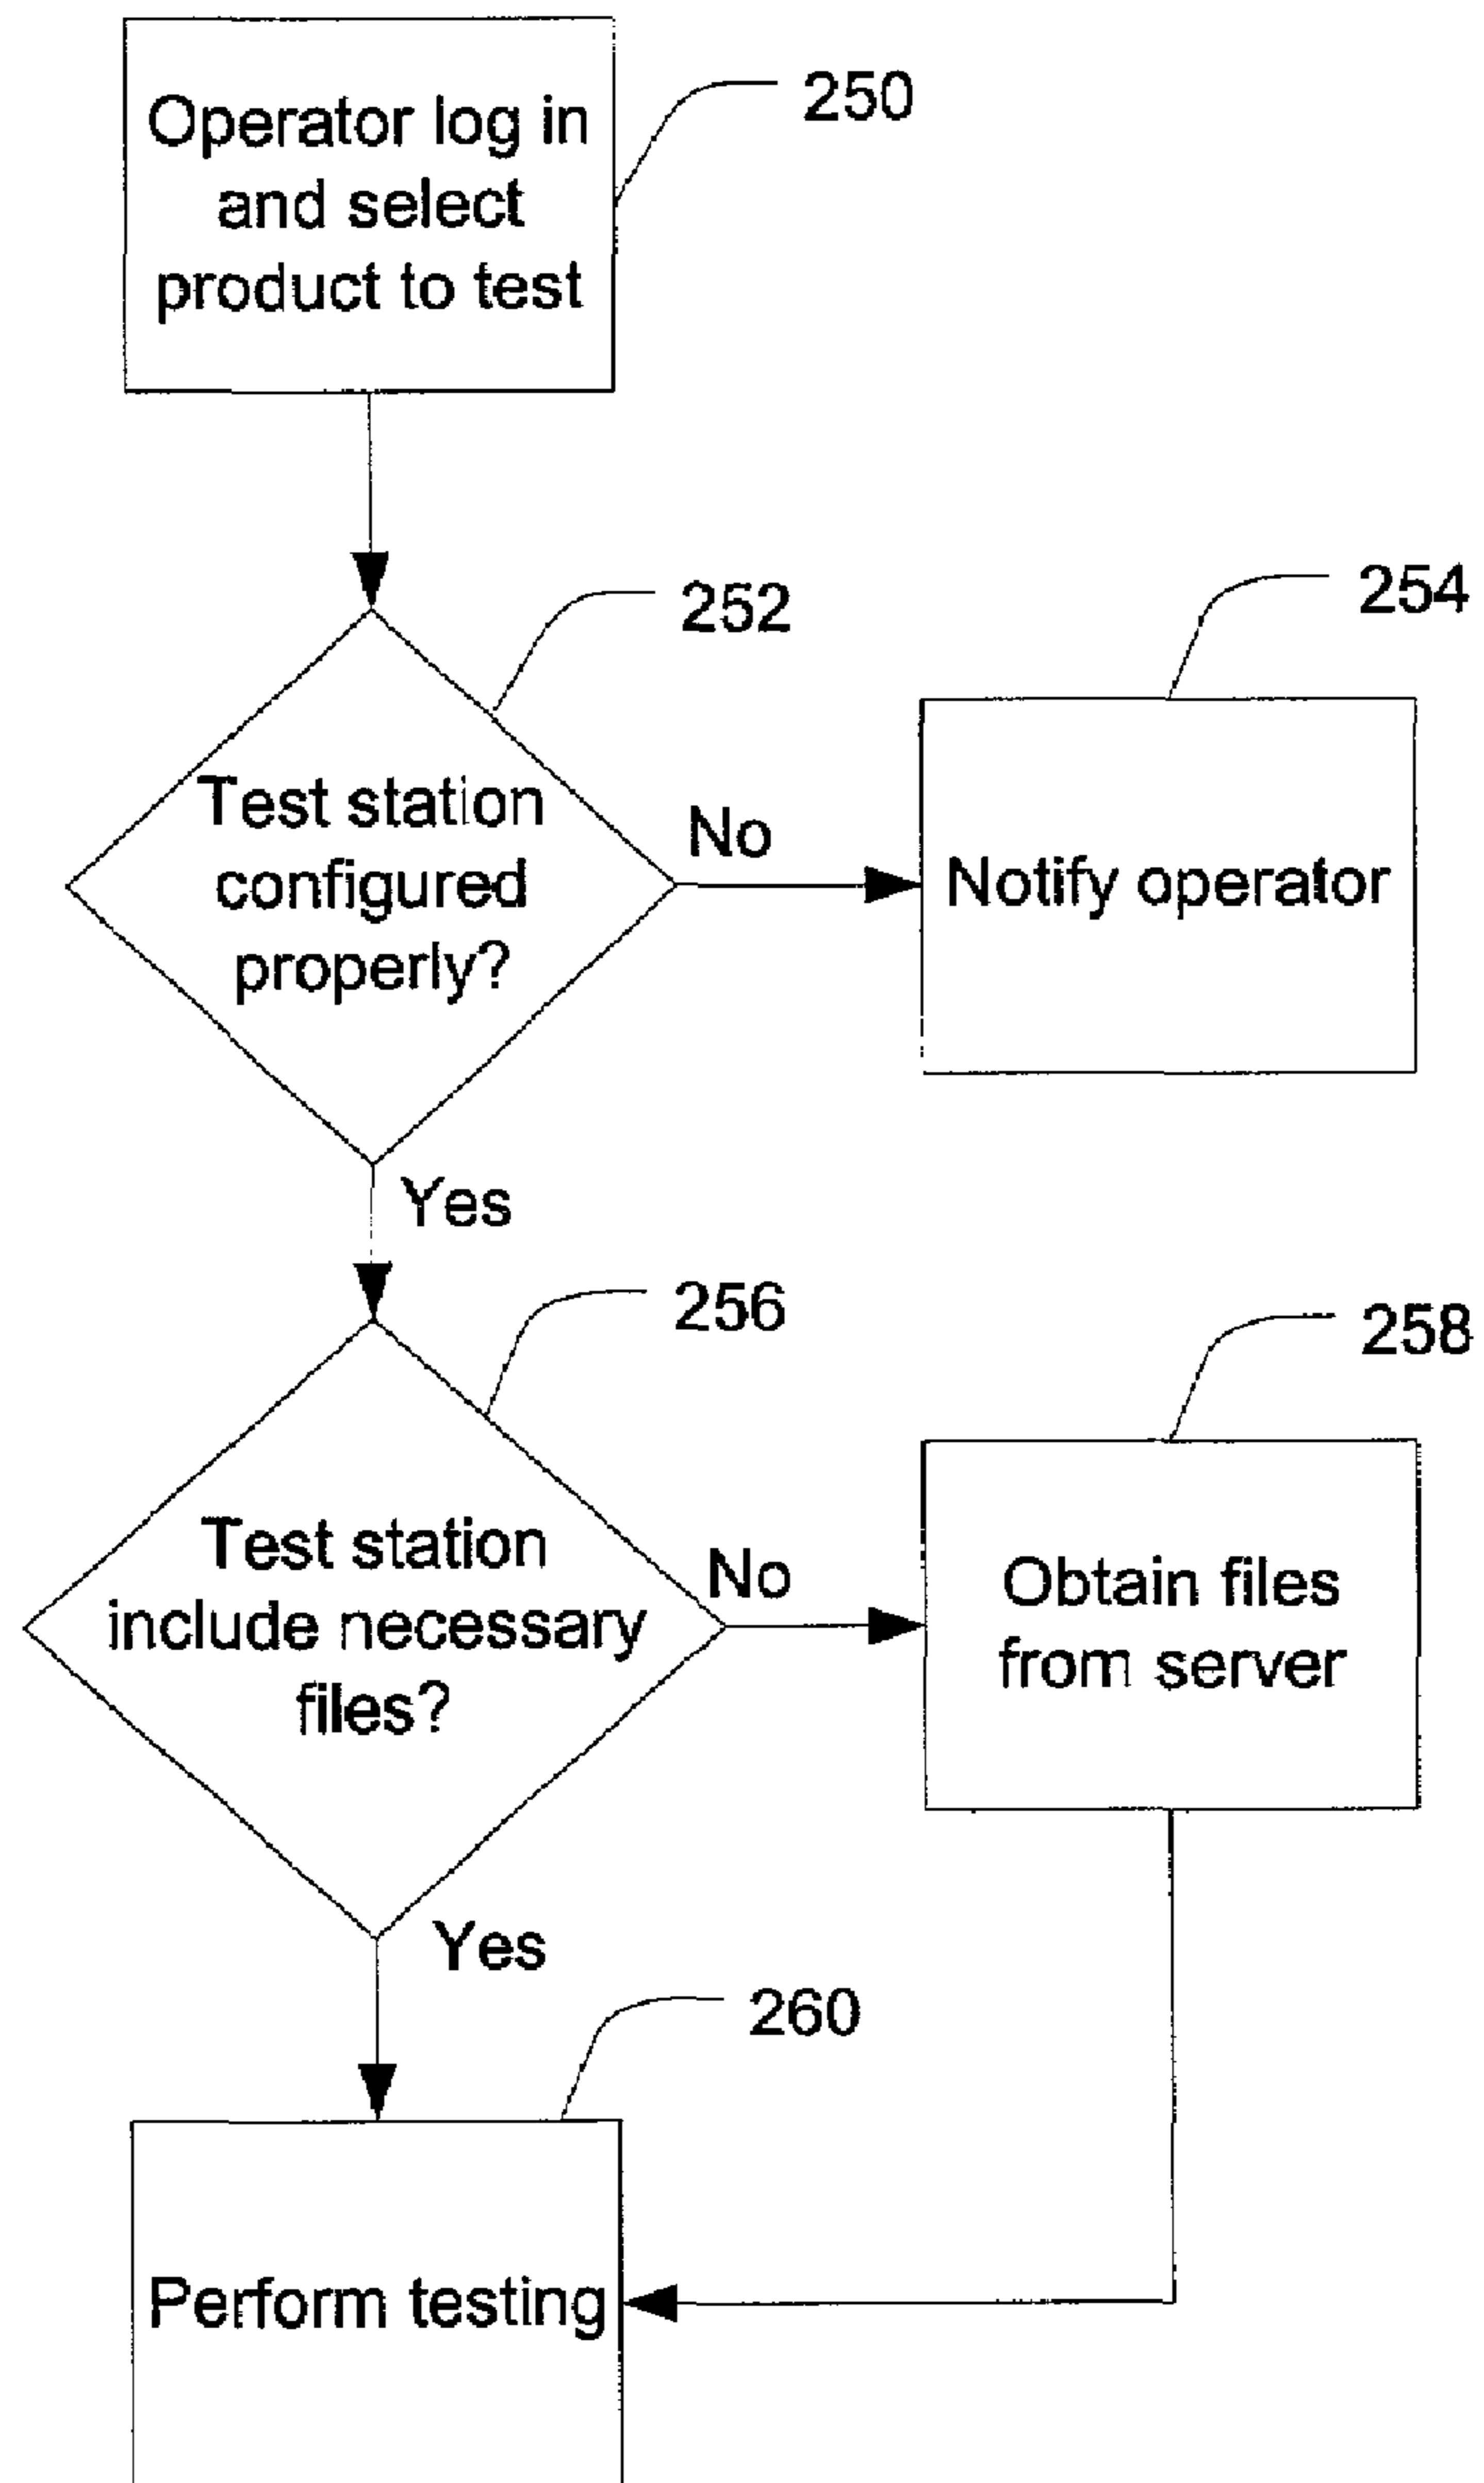 Operator log in
and select
product to test
250
252
Test station
configured
properly?
No
254
Notify operator
Yes
256
Test station
include necessary
files?
No
258
Obtain files
from server
Yes
260
Perform testing